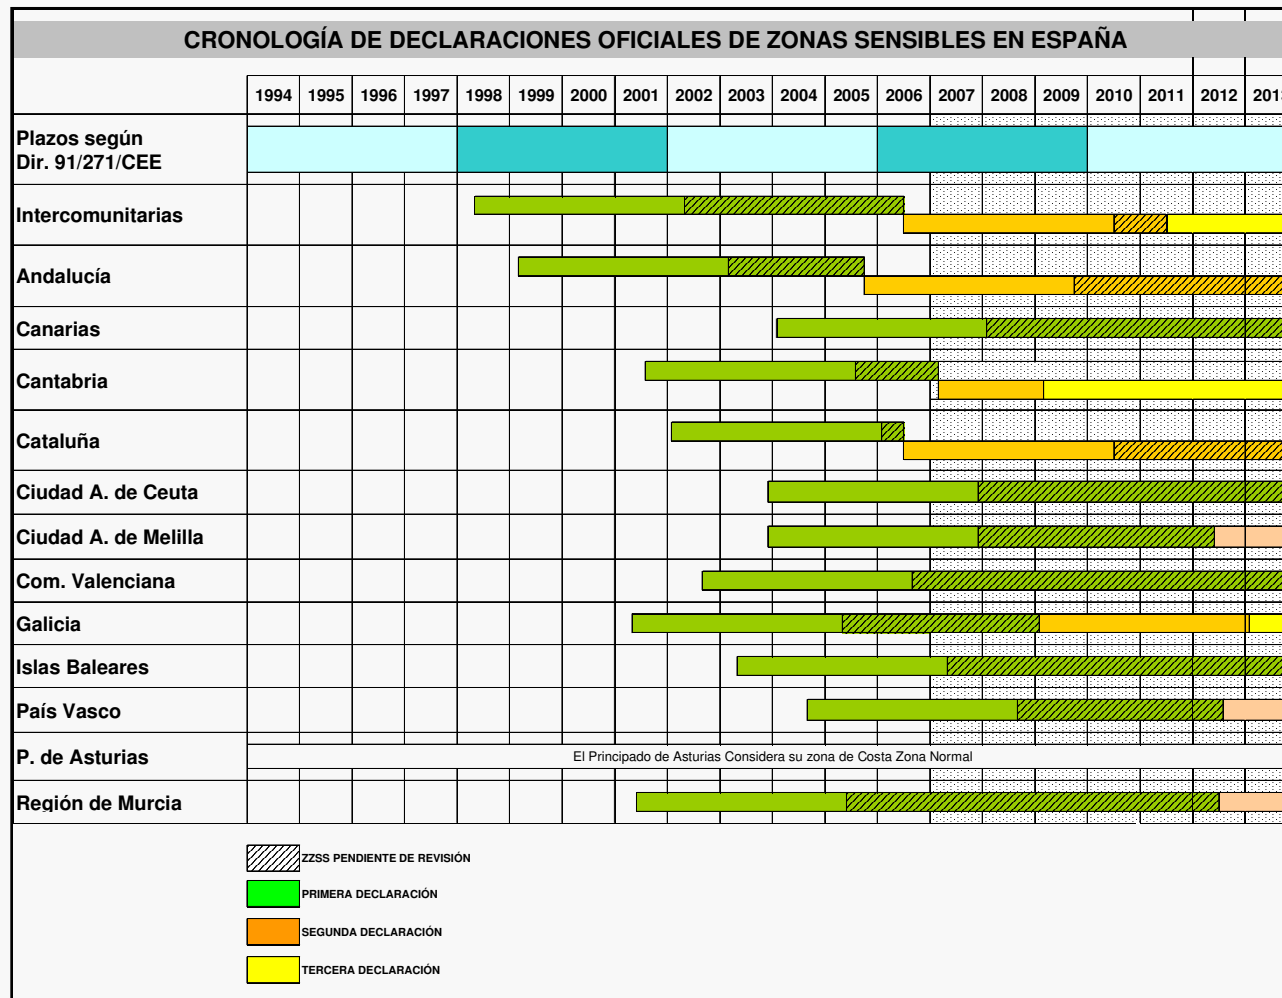 CRONOLOGÍA DE DECLARACIONES OFICIALES DE ZONAS SENSIBLES EN ESPAÑA
1994 1995 1996 1997 1998 1999 2000 2001 2002 2003 2004 2005 2006 2007 2008 2009 2010 2011 2012 2013
Plazos según
Dir. 91/271/CEE
Intercomunitarias
Andalucía
Canarias
Cantabria
Cataluña
Ciudad A. de Ceuta
Ciudad A. de Melilla
Com. Valenciana
Galicia
Islas Baleares
País Vasco
P. de Asturias
El Principado de Asturias Considera su zona de Costa Zona Normal
Región de Murcia
ZZSS PENDIENTE DE REVISIÓN
PRIMERA DECLARACIÓN
SEGUNDA DECLARACIÓN
TERCERA DECLARACIÓN